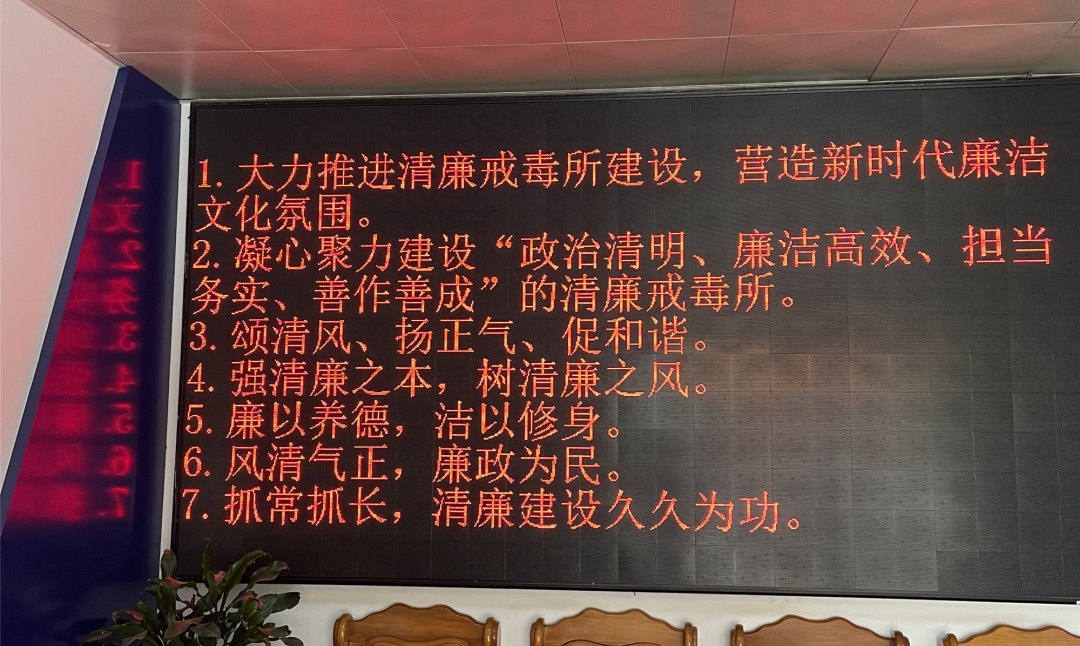 1. 大力推进清廉戒毒所建设，营造新时代廉洁
文化氛围。
2. 凝心聚力建设“政治清明、廉洁高效、担当
务实、善作善成”的清廉戒毒所。
3. 颂清风、扬正气、促和谐。
4. 强清廉之本，树清廉之风。
5. 廉以养德，洁以修身。
6. 风清气正，廉政为民。
7. 抓常抓长，清廉建设久久为功。